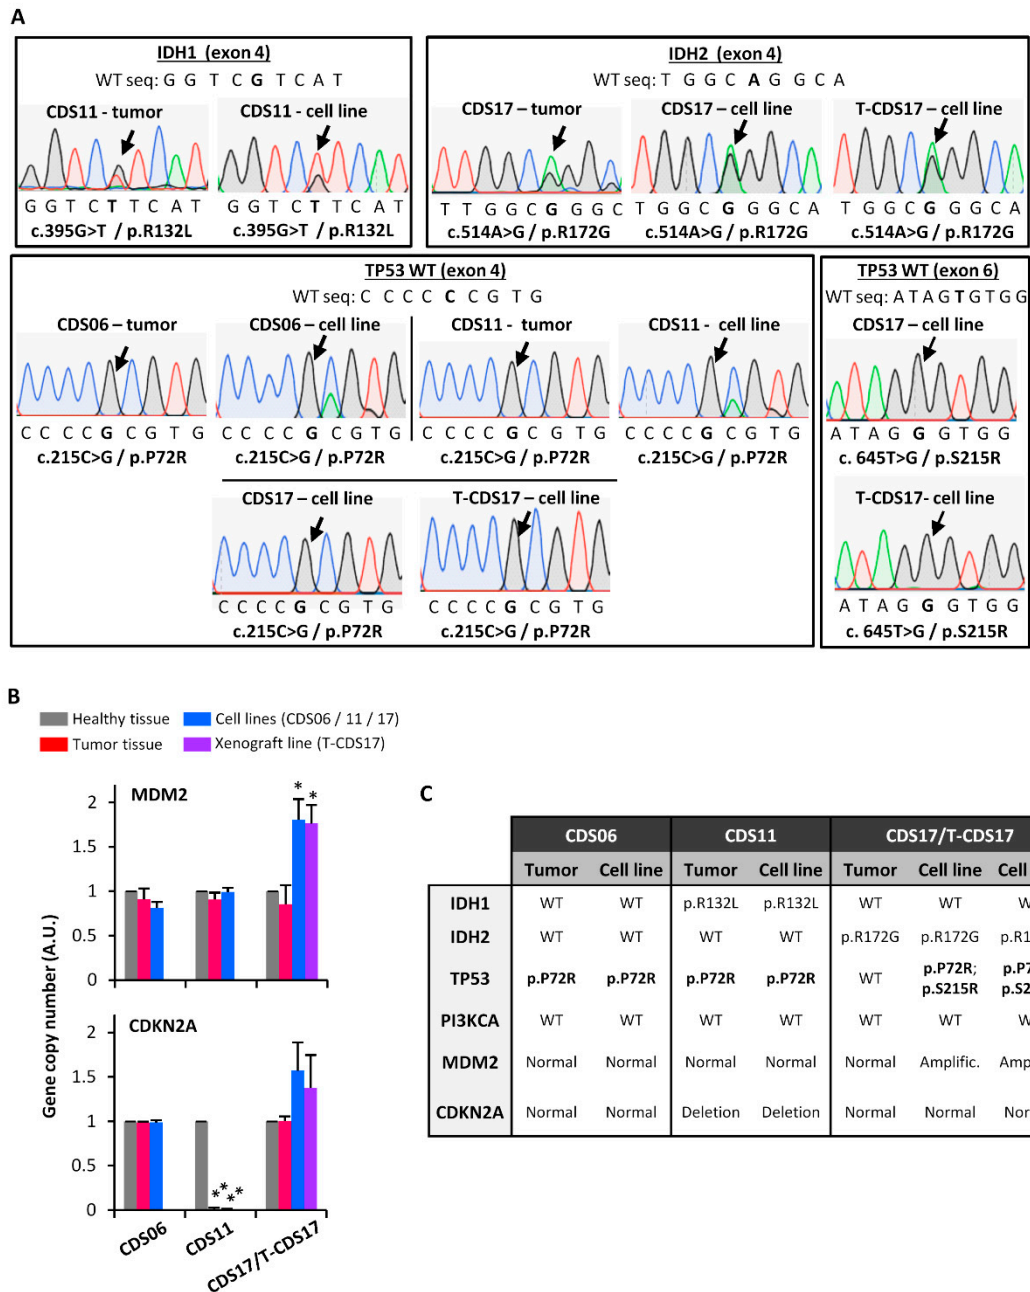 A
IDH1 (exon 4)
WT seq: G G T C G T C A T
CDS11 - tumor
CDS11 - cell line
G G T C T T C A T
G G T C T T C A T
c.395G>T / p.R132L
c.395G>T / p.R132L
IDH2 (exon 4)
WT seq: T G G C A G G C A
CDS17 – tumor
CDS17 – cell line
T-CDS17 – cell line
T T G G C G G G C
T G G C G G G C A
T G G C G G G C A
c.514A>G / p.R172G
c.514A>G / p.R172G
c.514A>G / p.R172G
TP53 WT (exon 4)
WT seq: C C C C C C G T G
CDS06 – tumor
CDS06 – cell line
CDS11 - tumor
CDS11 - cell line
C C C C G C G T G
C C C C G C G T G
C C C C G C G T G
C C C C G C G T G
c.215C>G / p.P72R
c.215C>G / p.P72R
c.215C>G / p.P72R
c.215C>G / p.P72R
CDS17 – cell line
T-CDS17 – cell line
C C C C G C G T G
C C C C G C G T G
c.215C>G / p.P72R
c.215C>G / p.P72R
TP53 WT (exon 6)
WT seq: A T A G T G T G G
CDS17 – cell line
A T A G G G T G G
c. 645T>G / p.S215R
T-CDS17- cell line
A T A G G G T G G
c. 645T>G / p.S215R
B
Healthy tissue
Cell lines (CDS06 / 11 / 17)
Tumor tissue
Xenograft line (T-CDS17)
Gene copy number (A.U.)
MDM2
* *
2
1.5
1
0.5
0
CDKN2A
2
1.5
1
0.5
0
** **
CDS06
CDS11
CDS17/T-CDS17
C
CDS06 CDS11 CDS17/T-CDS17
Tumor Cell line Tumor Cell line Tumor Cell line Cell
IDH1 WT WT p.R132L p.R132L WT WT W
IDH2 WT WT WT WT p.R172G p.R172G p.R1
TP53 p.P72R p.P72R p.P72R p.P72R WT p.P72R; p.P7
p.S215R p.S2
PI3KCA WT WT WT WT WT WT W
MDM2 Normal Normal Normal Normal Normal Amplific. Amp
CDKN2A Normal Normal Deletion Deletion Normal Normal Nor